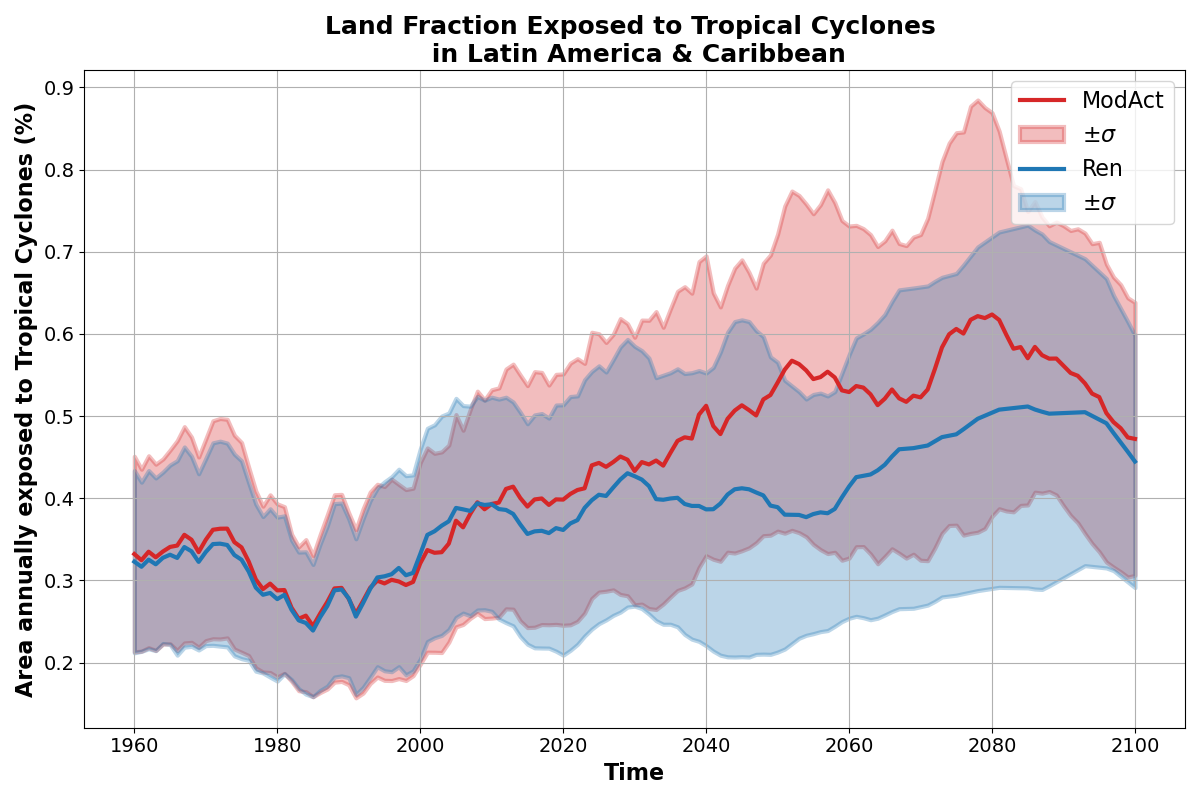 Land Fraction Exposed to Tropical Cyclones
in Latin America & Caribbean
Area annually exposed to Tropical Cyclones (%)
0.9
0.8
0.7
0.6
0.5
0.4
0.3
0.2
ModAct
±σ
Ren
±σ
1960 1980 2000 2020 2040 2060 2080 2100
Time